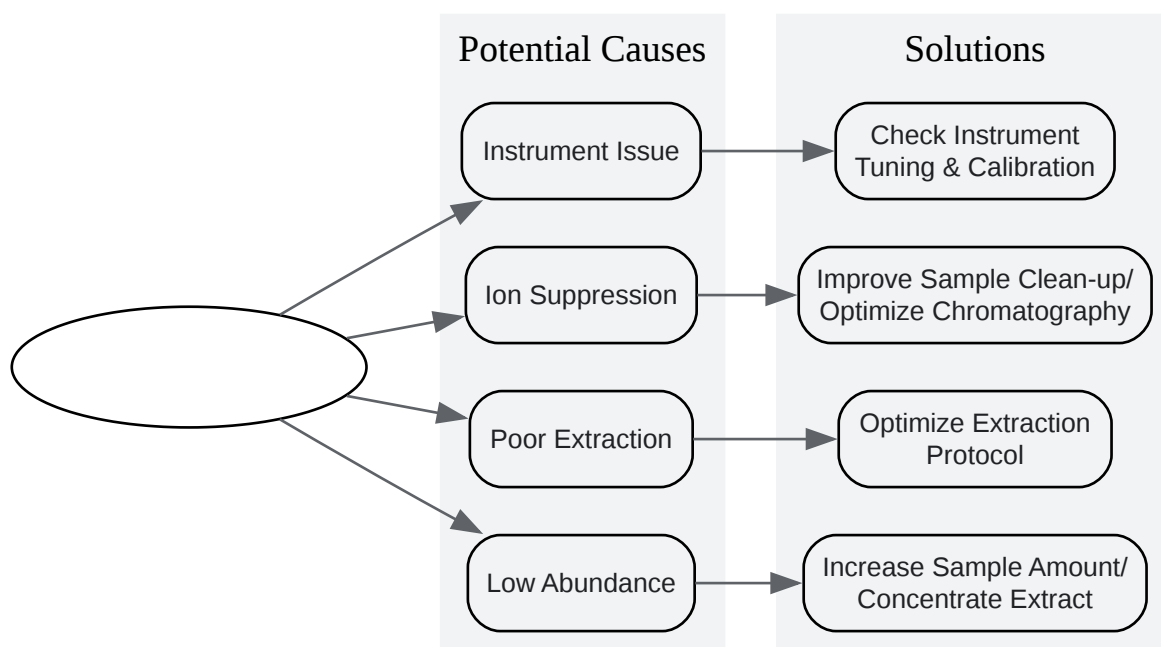 Potential Causes
Solutions
Instrument Issue
Check Instrument
Tuning & Calibration
Ion Suppression
Improve Sample Clean-up/
Optimize Chromatography
Poor Extraction
Optimize Extraction
Protocol
Low Abundance
Increase Sample Amount/
Concentrate Extract